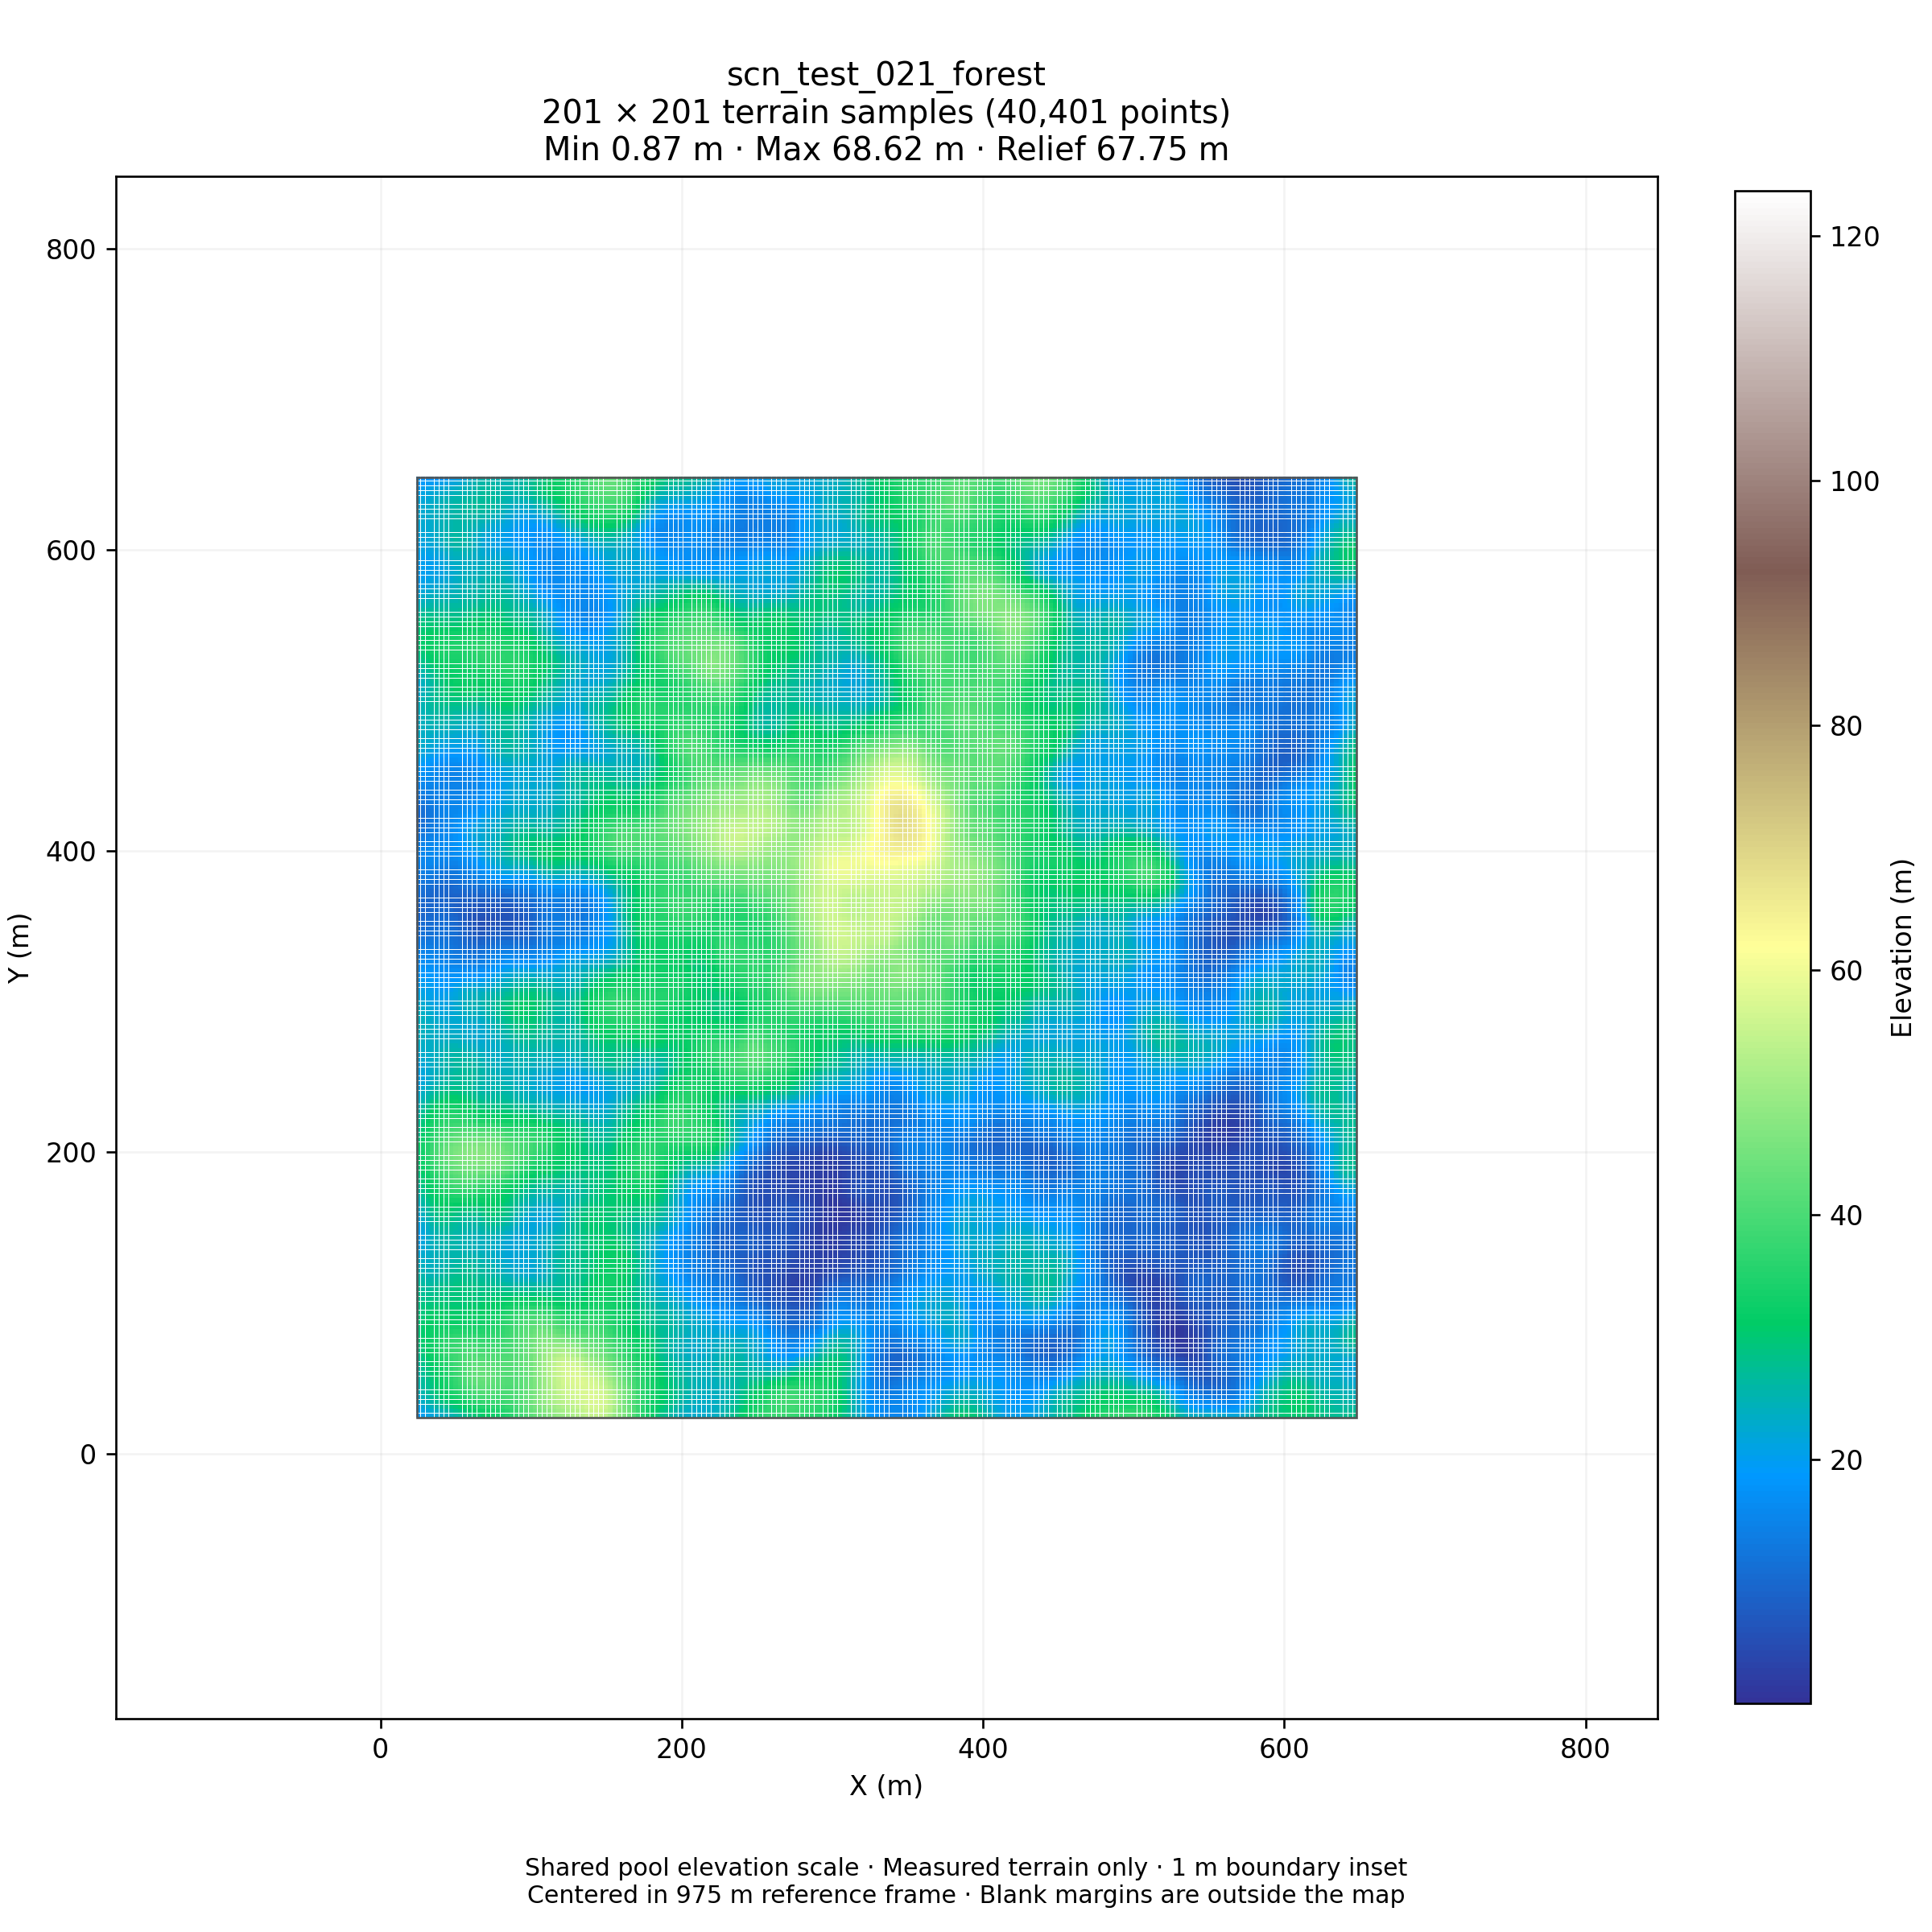 scn_test_021_forest
201 × 201 terrain samples (40,401 points)
Min 0.87 m · Max 68.62 m · Relief 67.75 m
800
600
400
200
0
Y (m)
0
200
400
600
800
X (m)
120
100
80
60
40
20
Elevation (m)
Shared pool elevation scale · Measured terrain only · 1 m boundary inset
Centered in 975 m reference frame · Blank margins are outside the map